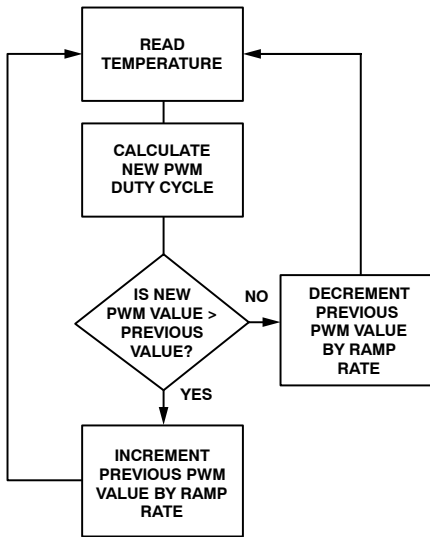 READ
TEMPERATURE
CALCULATE
NEW PWM
DUTY CYCLE
IS NEW
PWM VALUE >
PREVIOUS
VALUE?
NO
DECREMENT
PREVIOUS
PWM VALUE
BY RAMP
RATE
YES
INCREMENT
PREVIOUS PWM
VALUE BY RAMP
RATE